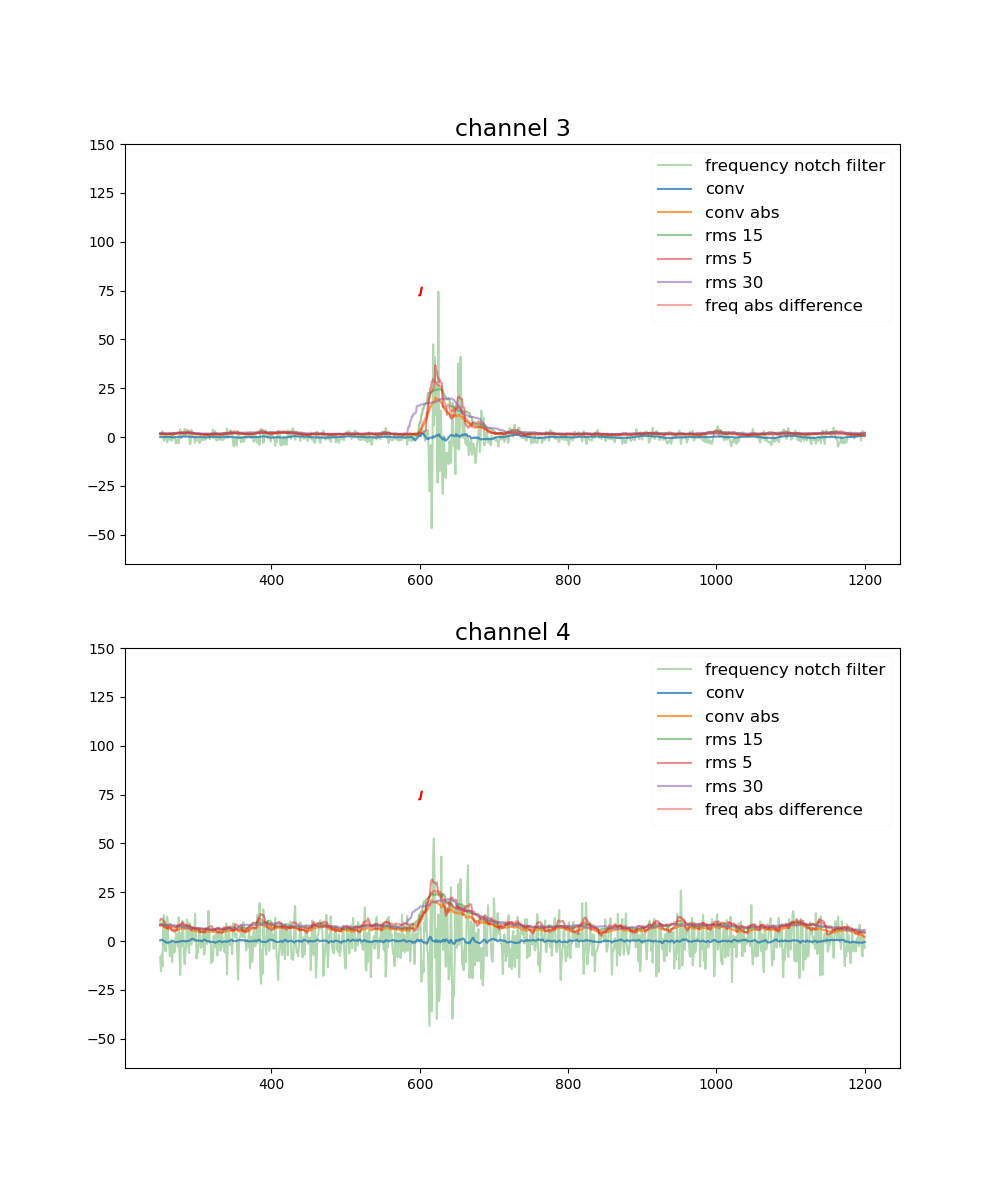 channel 3
150
125
100
75
50
25
0
−25
−50
frequency notch filter
conv
conv abs
rms 15
rms 5
rms 30
freq abs difference
J
400 600 800 1000 1200
channel 4
150
125
100
75
50
25
0
−25
−50
frequency notch filter
conv
conv abs
rms 15
rms 5
rms 30
freq abs difference
J
400 600 800 1000 1200